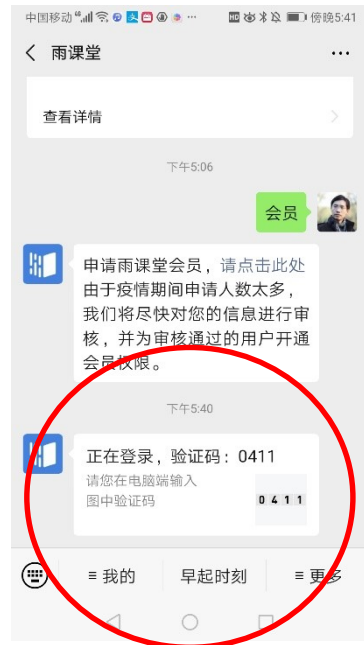 中国移动 HD 傍晚5:41
雨课堂
查看详情
下午5:06
会员
申请雨课堂会员，请点击此处
由于疫情期间申请人数太多，
我们将尽快对您的信息进行审
核，并为审核通过的用户开通
会员权限。
下午5:40
正在登录，验证码：0411
请您在电脑端输入
图中验证码
0 4 1 1
我的 早起时刻 更多